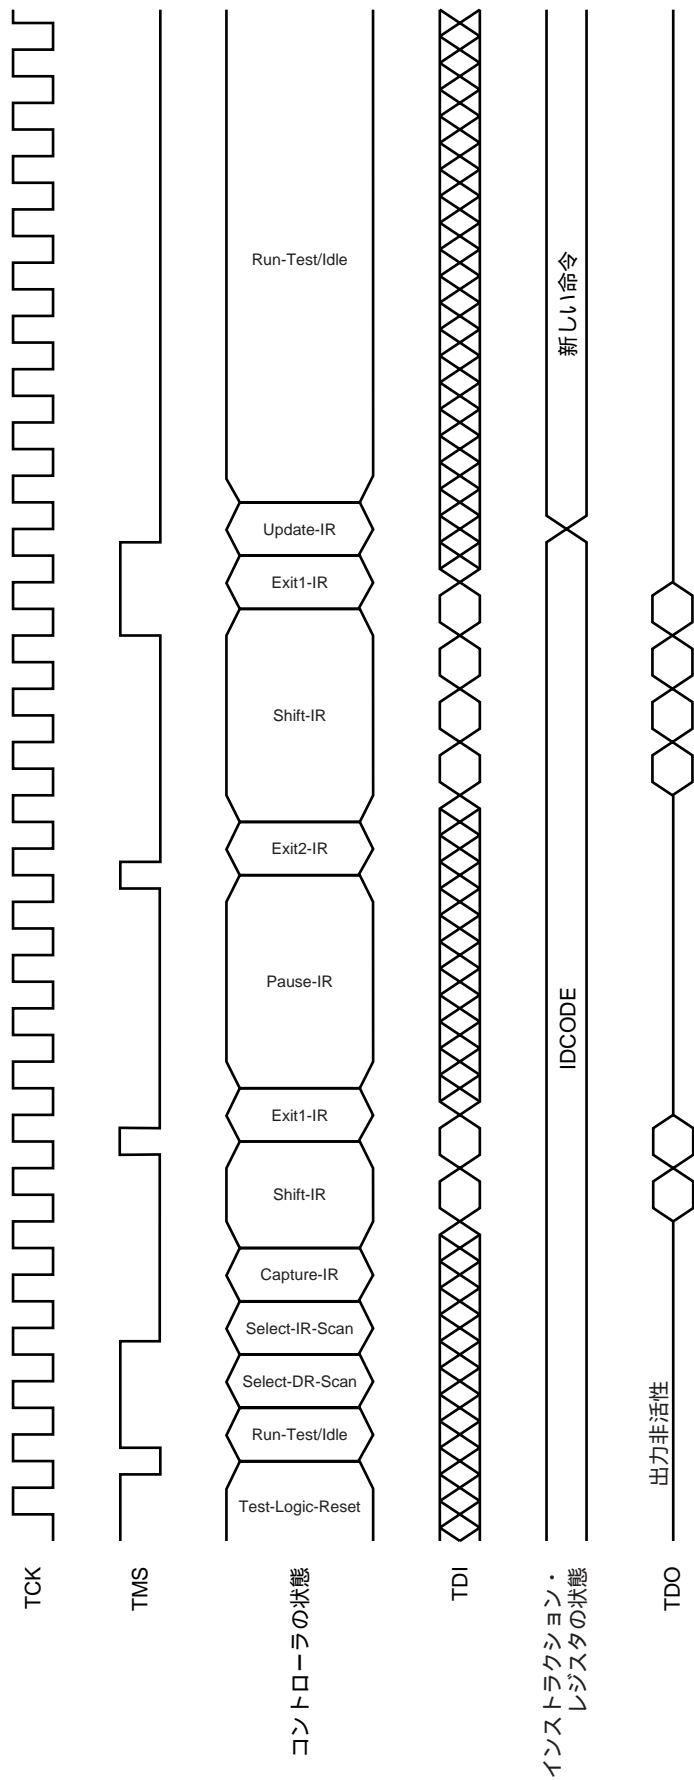 TCK
TMS
コントローラの状態
Test-Logic-Reset
Run-Test/Idle
Select-DR-Scan
Select-IR-Scan
Capture-IR
Shift-IR
Exit1-IR
Pause-IR
Exit2-IR
Shift-IR
Exit1-IR
Update-IR
Run-Test/Idle
TDI
インストラクション・
レジスタの状態
IDCODE
新しい命令
TDO
出力非活性